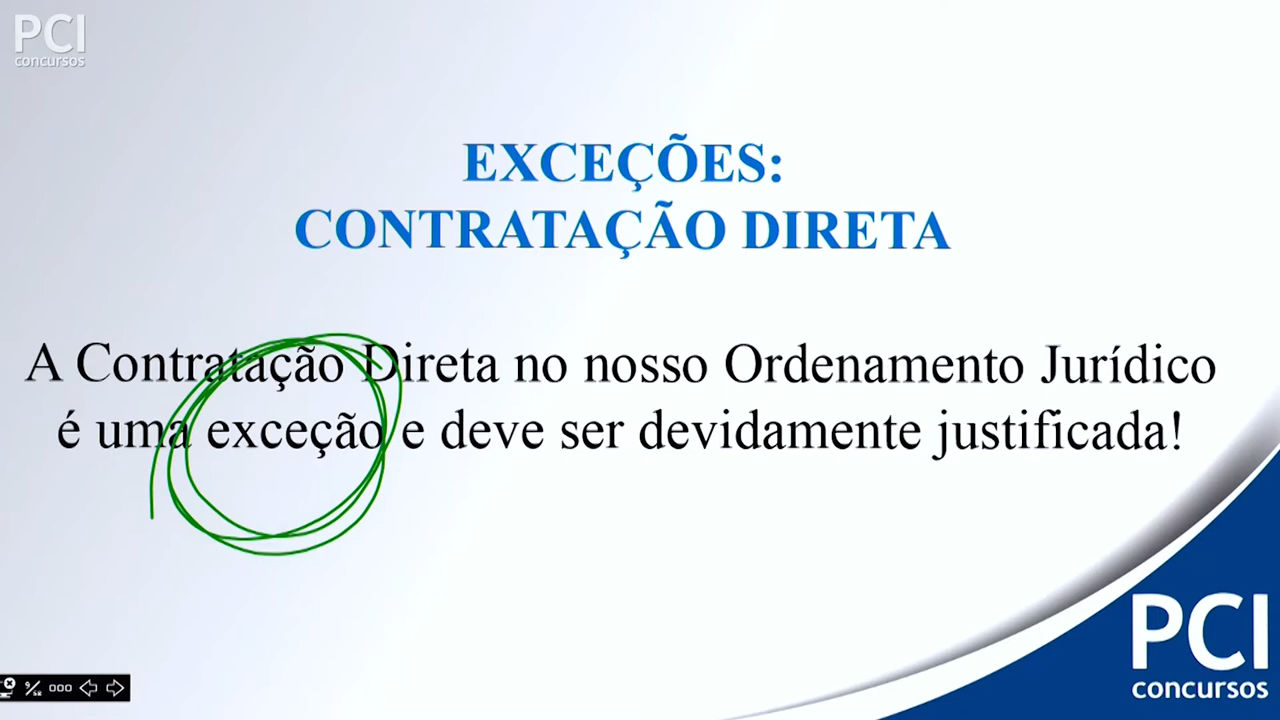 PCI
concursos
EXCEÇÕES:
CONTRATAÇÃO DIRETA
A Contratação Direta no nosso Ordenamento Jurídico
é uma exceção e deve ser devidamente justificada!
PCI
concursos